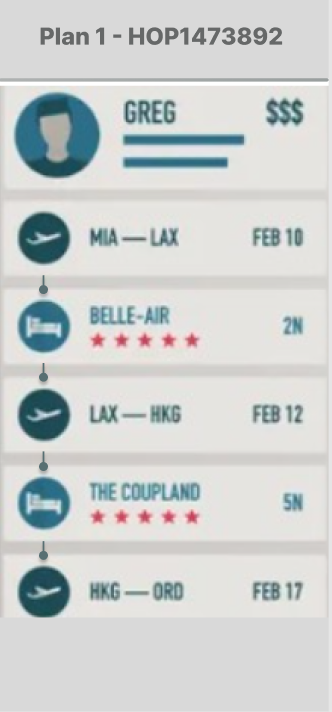 Plan 1 - HOP1473892
GREG $$$
MIA — LAX FEB 10
BELLE-AIR 2N
LAX — HKG FEB 12
THE COUPLAND 5N
HKG — ORD FEB 17